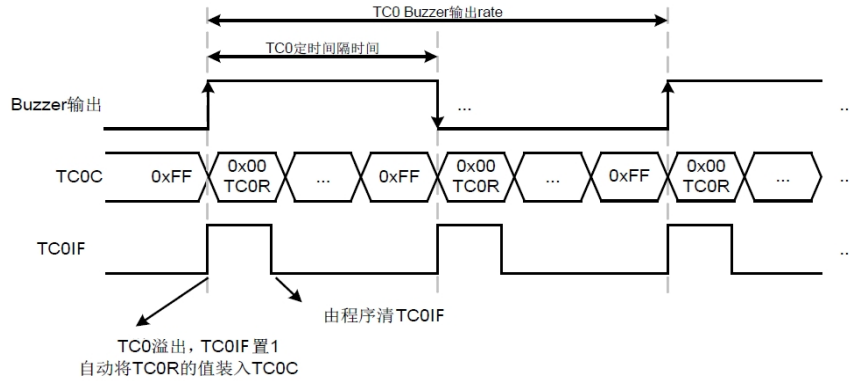 TC0 Buzzer输出rate
TC0定时间隔时间
Buzzer输出
...
..
TC0C
0xFF
0x00
TC0R
...
0xFF
0x00
TC0R
...
0xFF
0x00
TC0R
...
..
TC0IF
..
由程序清TC0IF
TC0溢出，TC0IF 置1
自动将TC0R的值装入TC0C